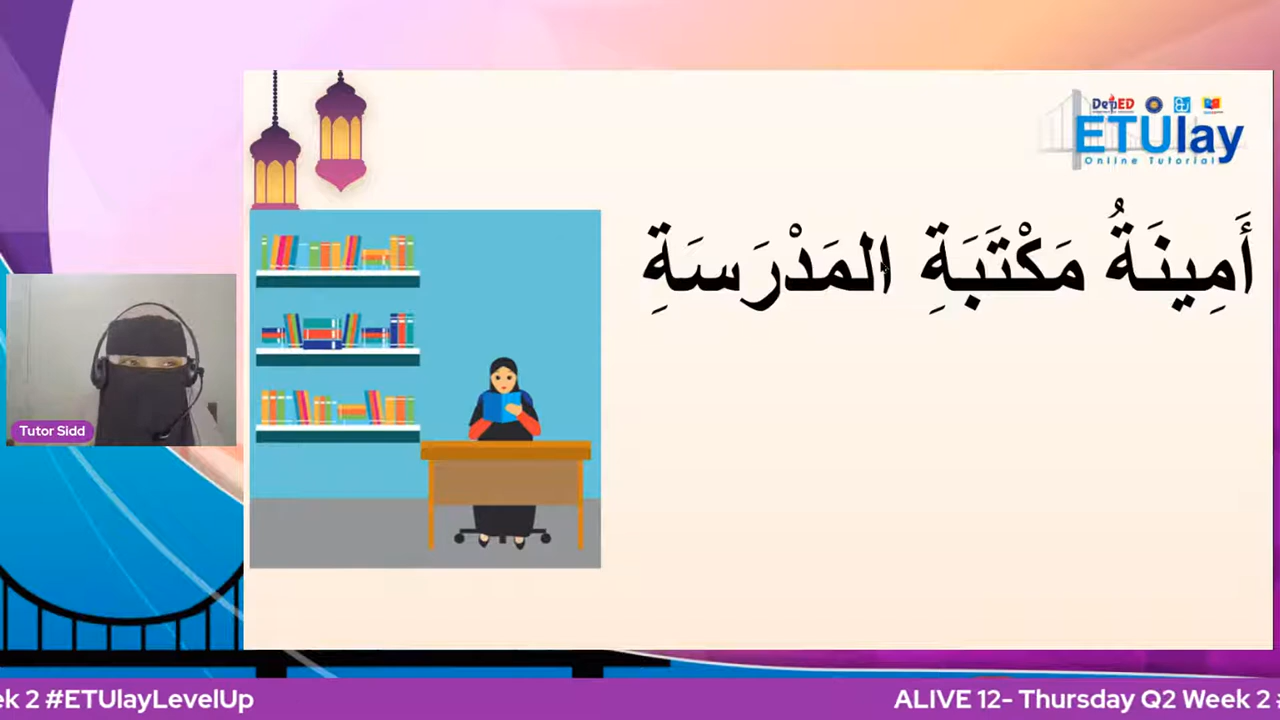 DepED
ETUlay
Online Tutorial
أَمِينَةُ مَكْتَبَةِ المَدْرَسَةِ
Tutor Sidd
ek 2 #ETUlayLevelUp
ALIVE 12- Thursday Q2 Week 2